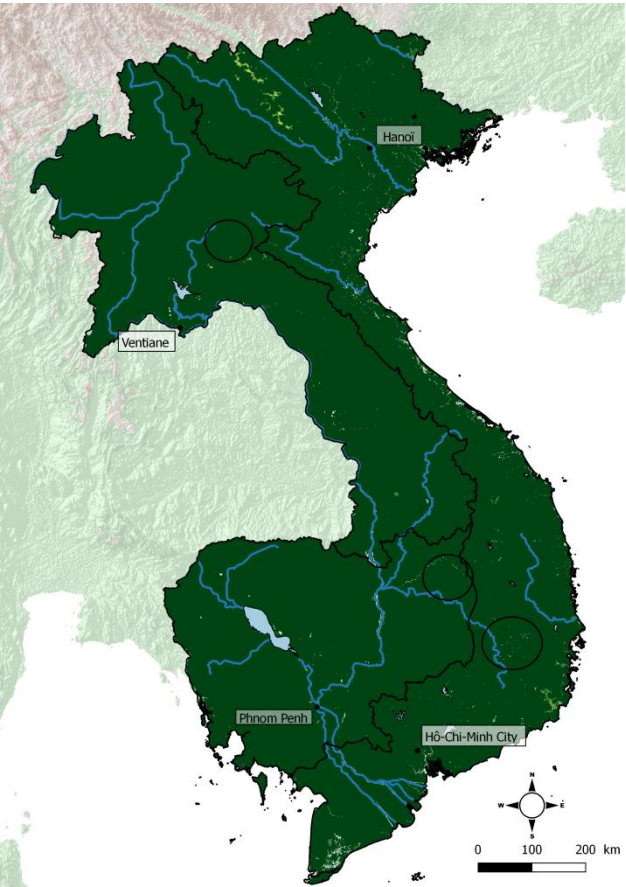 Hanoï
Ventiane
Phnom Penh
Hô-Chi-Minh City
N
W E
S
0 100 200 km